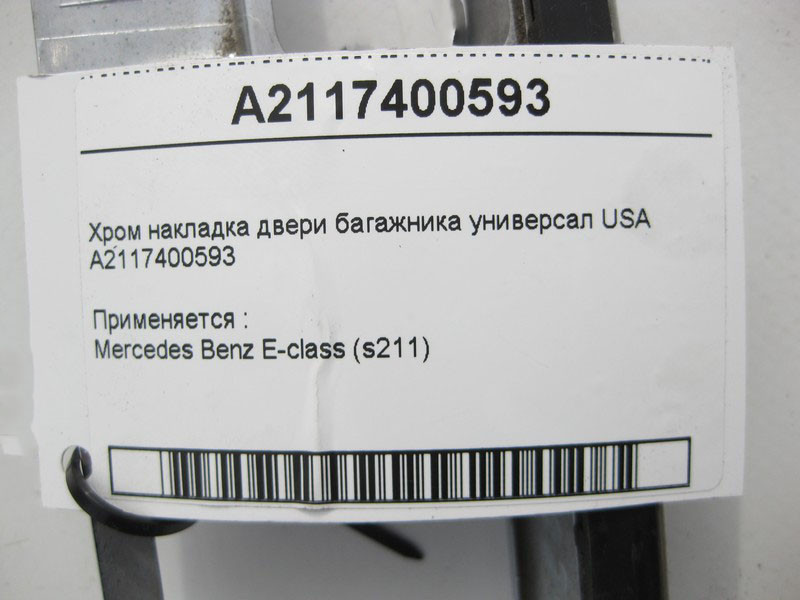 A2117400593
Хром накладка двери багажника универсал USA
A2117400593
Применяется :
Mercedes Benz E-class (s211)